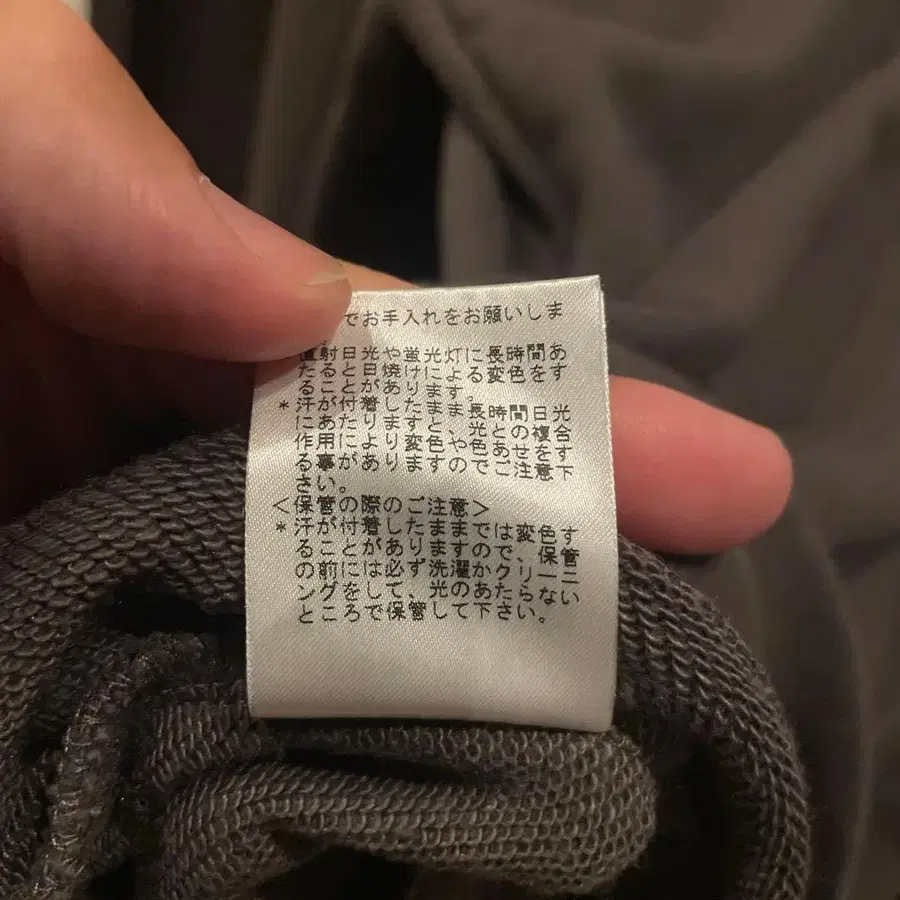 でお手入れをお願いしま
直射日光や蛍光灯に長時間あ
たると日焼けによる変色をす
ることがあります。
*汗が付着したまま長時間日光
にあたりますと、光との複合
作用により変色や色あせを す
る事がありますのでご注意下
さい。
<保管の際のご注意>
*汗が付着したままでは変色す
ることがありますので、保管
の前には必ず洗濯かクリーニ
ングをして、光のあたらない
ところで保管して下さい。